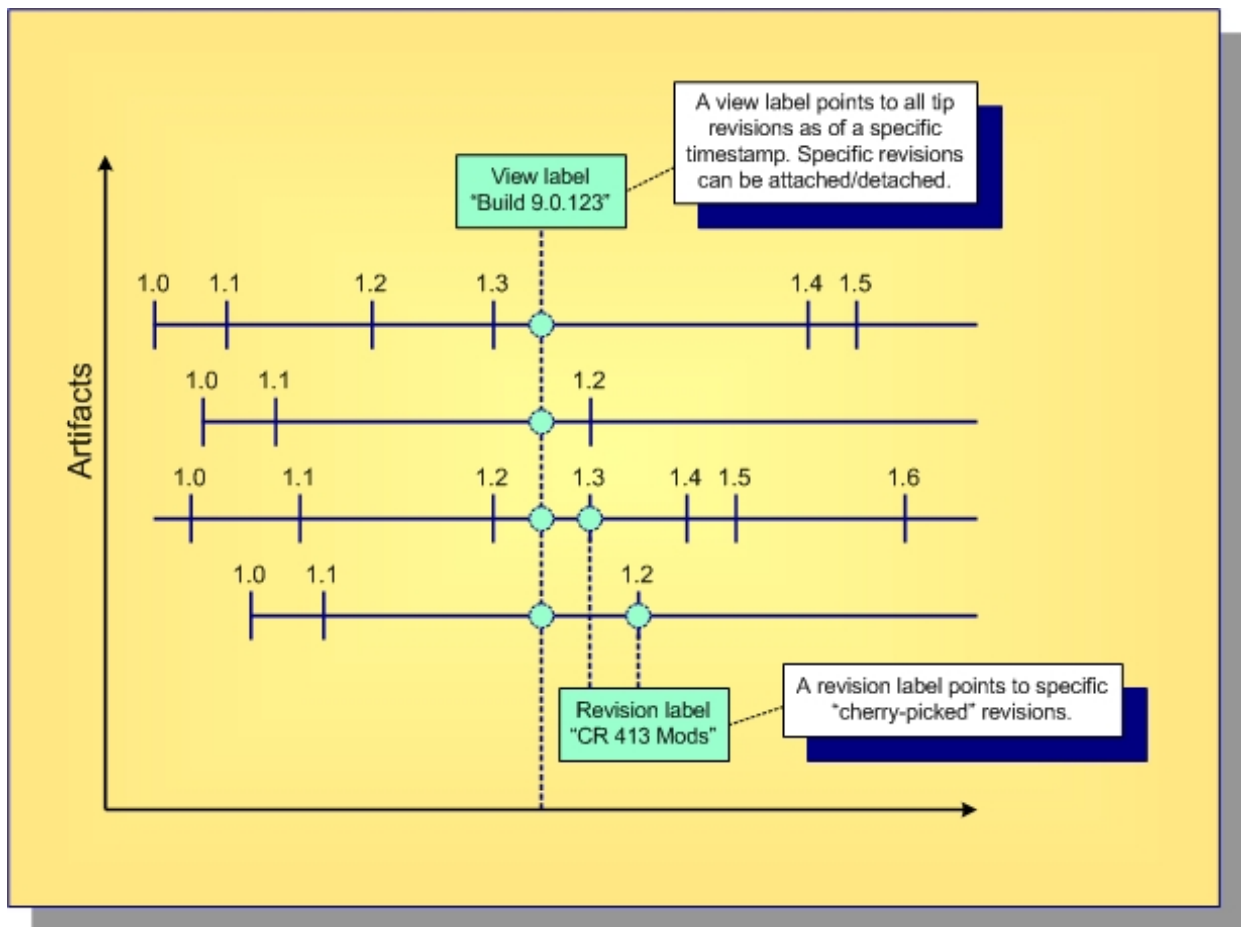 A view label points to all tip
revisions as of a specific
timestamp. Specific revisions
can be attached/detached.
View label
“Build 9.0.123”
1.0 1.1 1.2 1.3 1.4 1.5
1.0 1.1 1.2
Artifacts
1.0 1.1 1.2 1.3 1.4 1.5 1.6
1.0 1.1 1.2
A revision label points to specific
“cherry-picked” revisions.
Revision label
“CR 413 Mods”